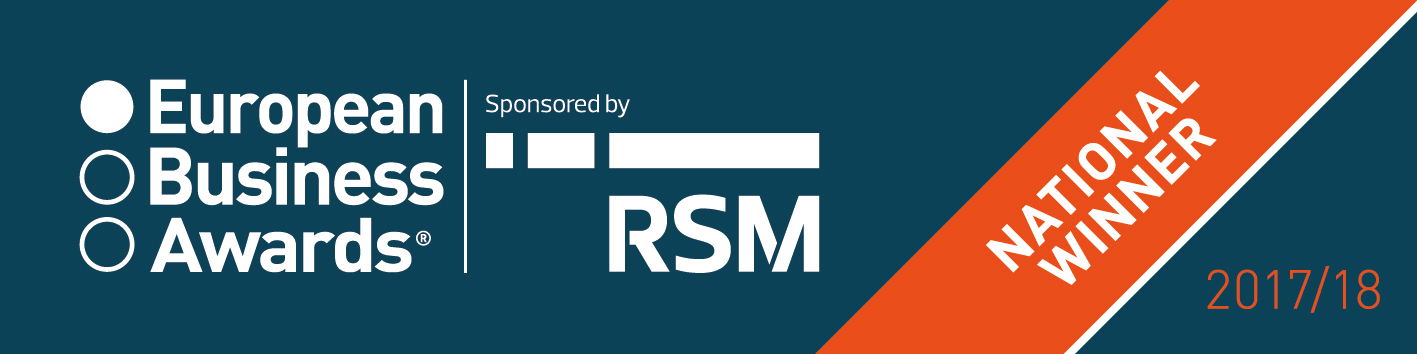 European
Business
Awards®
Sponsored by
RSM
NATIONAL
WINNER
2017/18